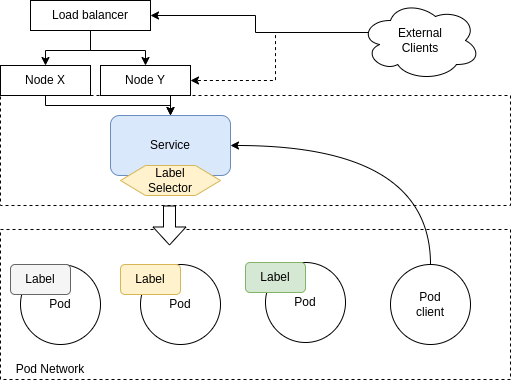 Load balancer
External
Clients
Node X
Node Y
Service
Label
Selector
Label
Pod
Label
Pod
Label
Pod
Pod
client
Pod Network